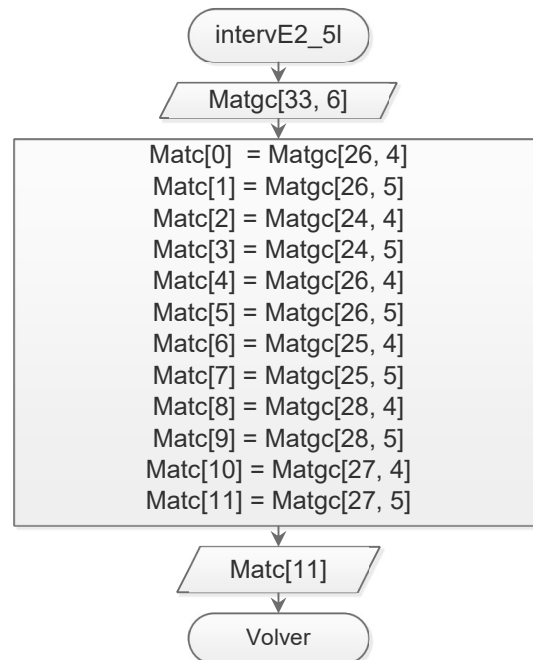 intervE2_5I
Matgc[33, 6]
Matc[0]  = Matgc[26, 4]
Matc[1] = Matgc[26, 5]
Matc[2] = Matgc[24, 4]
Matc[3] = Matgc[24, 5]
Matc[4] = Matgc[26, 4]
Matc[5] = Matgc[26, 5]
Matc[6] = Matgc[25, 4]
Matc[7] = Matgc[25, 5]
Matc[8] = Matgc[28, 4]
Matc[9] = Matgc[28, 5]
Matc[10] = Matgc[27, 4]
Matc[11] = Matgc[27, 5]
Matc[11]
Volver